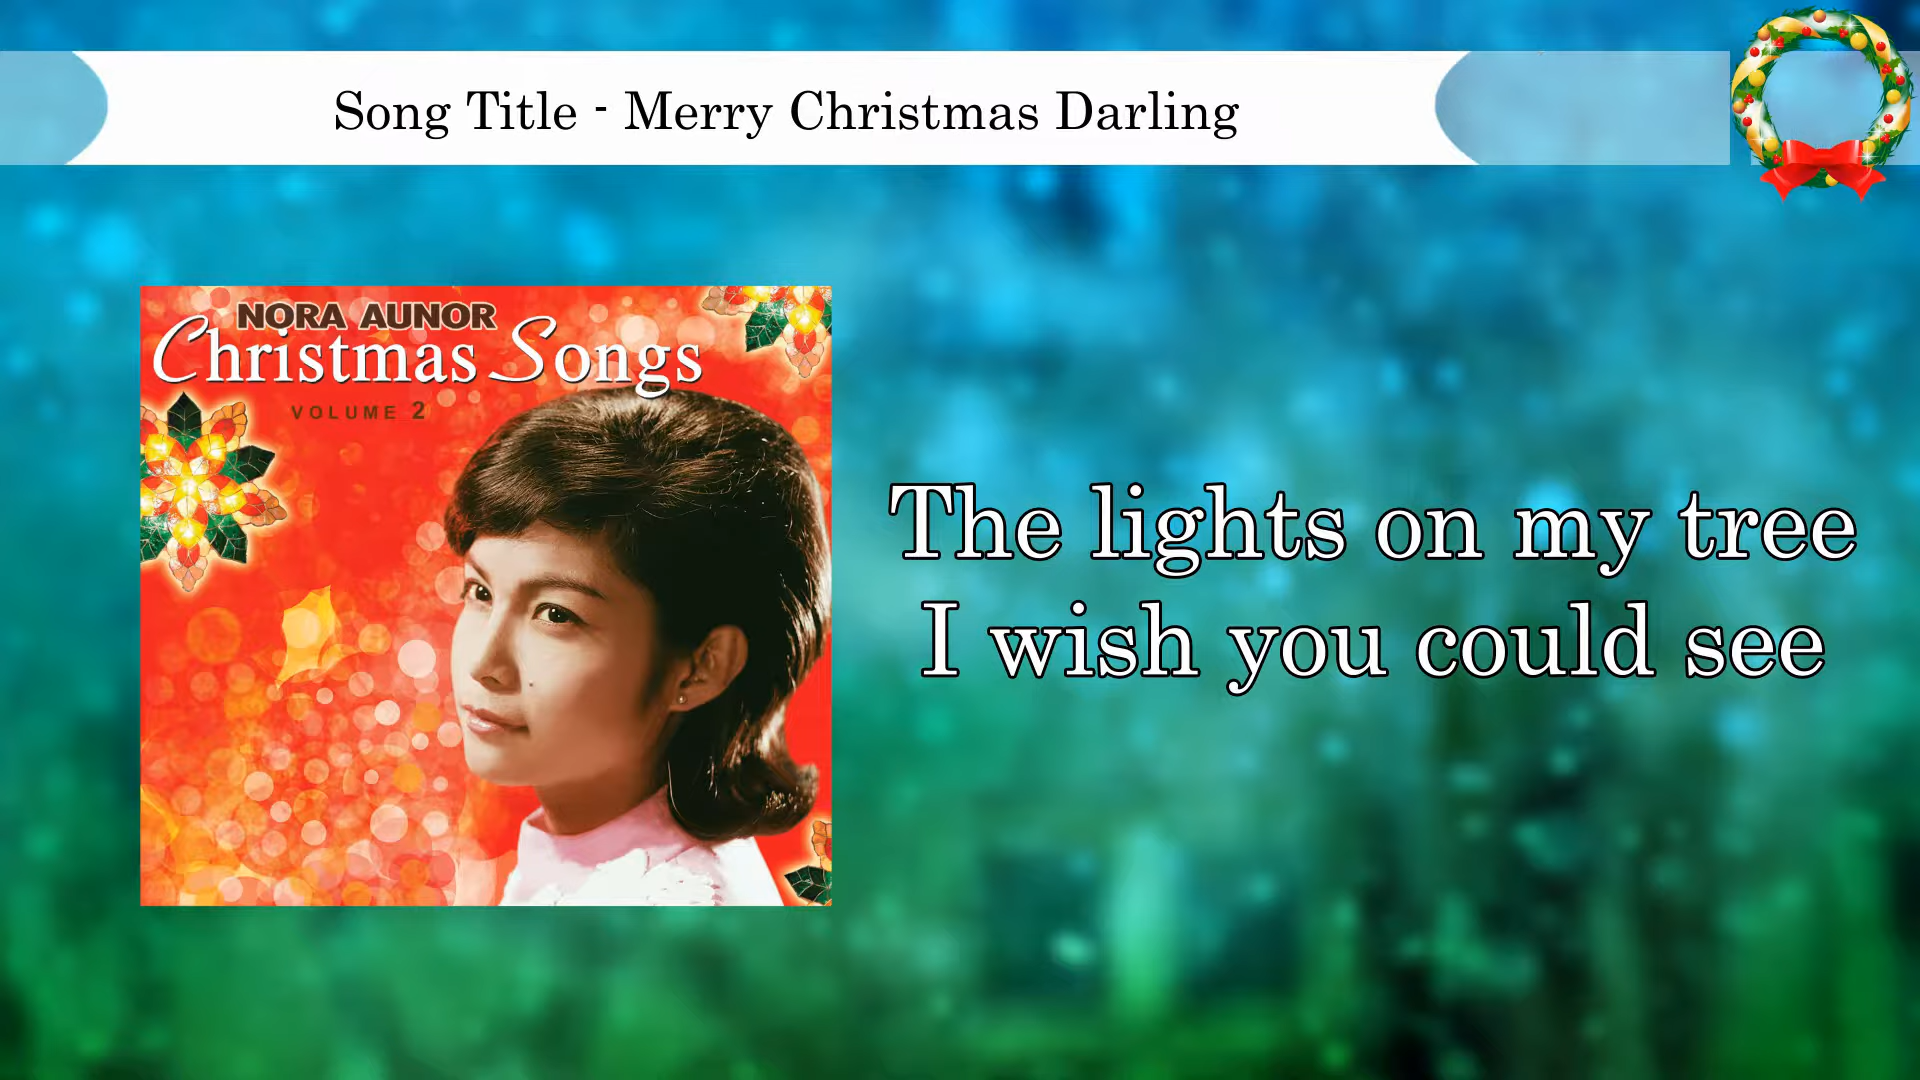 Song Title - Merry Christmas Darling
NORA AUNOR
Christmas Songs
VOLUME 2
The lights on my tree
I wish you could see